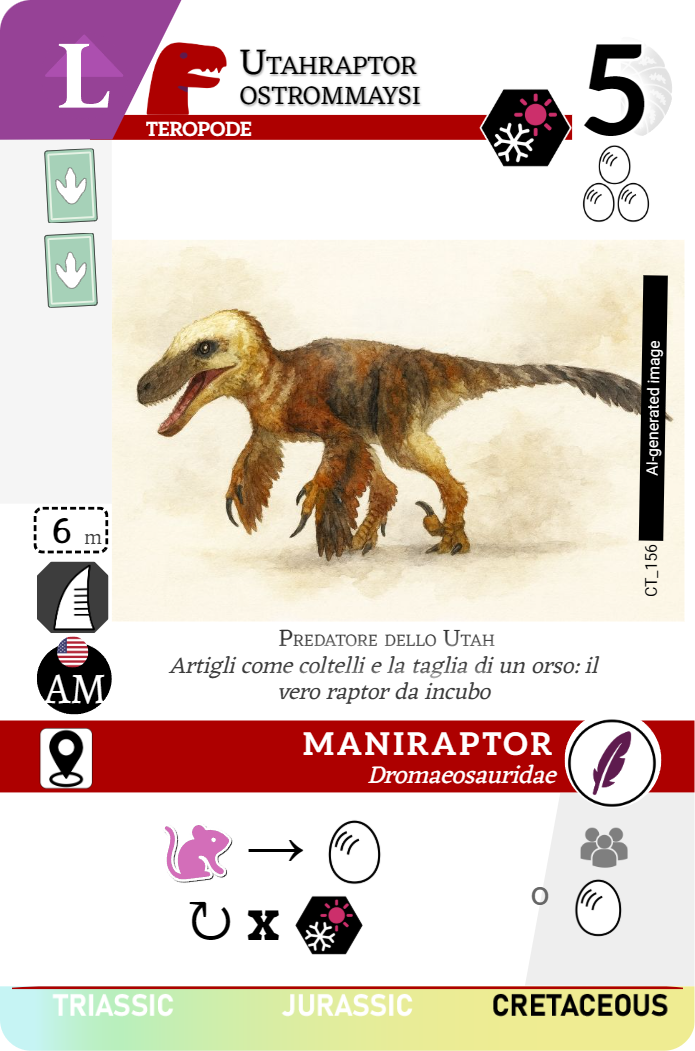 L
UTAHRAPTOR
OSTROMMAYSI
5
TEROPODE
AI-generated image
CT_156
6 m
AM
PREDATORE DELLO UTAH
Artigli come coltelli e la taglia di un orso: il
vero raptor da incubo
MANIRAPTOR
Dromaeosauridae
x
o
TRIASSIC JURASSIC CRETACEOUS